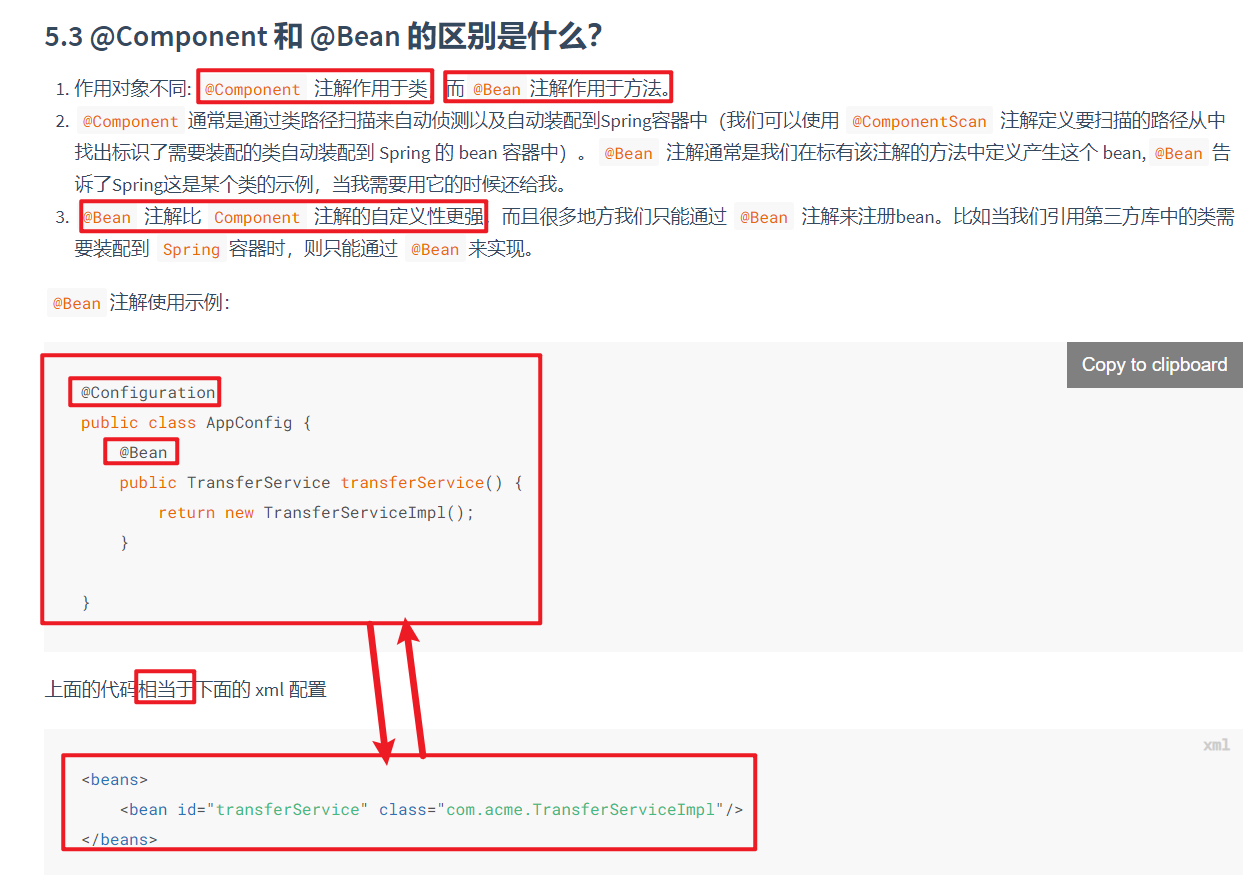 5.3 @Component 和 @Bean 的区别是什么？
1. 作用对象不同: @Component 注解作用于类，而 @Bean 注解作用于方法。
2. @Component 通常是通过类路径扫描来自动侦测以及自动装配到Spring容器中（我们可以使用 @ComponentScan 注解定义要扫描的路径从中
找出标识了需要装配的类自动装配到 Spring 的 bean 容器中）。 @Bean 注解通常是我们在标有该注解的方法中定义产生这个 bean, @Bean 告
诉了Spring这是某个类的示例，当我需要用它的时候还给我。
3. @Bean 注解比 Component 注解的自定义性更强，而且很多地方我们只能通过 @Bean 注解来注册bean。比如当我们引用第三方库中的类需
要装配到 Spring 容器时，则只能通过 @Bean 来实现。
@Bean 注解使用示例：
Copy to clipboard
@Configuration
public class AppConfig {
@Bean
public TransferService transferService() {
return new TransferServiceImpl();
}
}
上面的代码相当于下面的 xml 配置
xml
<beans>
<bean id="transferService" class="com.acme.TransferServiceImpl"/>
</beans>